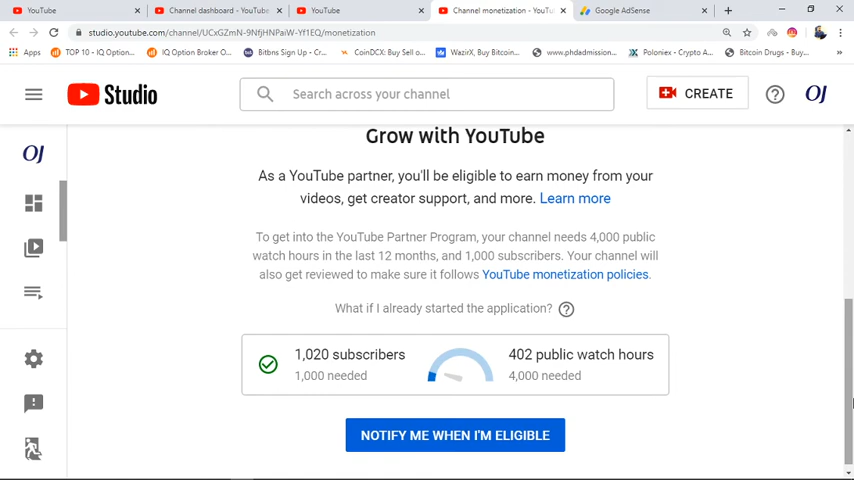 YouTube
Channel dashboard - YouTube
YouTube
Channel monetization - YouTu
Google AdSense
studio.youtube.com/channel/UCxGZmN-9NfjHNPaiW-Yf1EQ/monetization
Apps
TOP 10 - IQ Option...
IQ Option Broker O...
Bitbns Sign Up - Cr...
CoinDCX: Buy Sell o...
WazirX, Buy Bitcoin...
www.phdadmission...
Poloniex - Crypto A...
Bitcoin Drugs - Buy...
Studio
Search across your channel
CREATE
OJ
OJ
Grow with YouTube
As a YouTube partner, you'll be eligible to earn money from your
videos, get creator support, and more. Learn more
To get into the YouTube Partner Program, your channel needs 4,000 public
watch hours in the last 12 months, and 1,000 subscribers. Your channel will
also get reviewed to make sure it follows YouTube monetization policies.
What if I already started the application?
1,020 subscribers
1,000 needed
402 public watch hours
4,000 needed
NOTIFY ME WHEN I'M ELIGIBLE